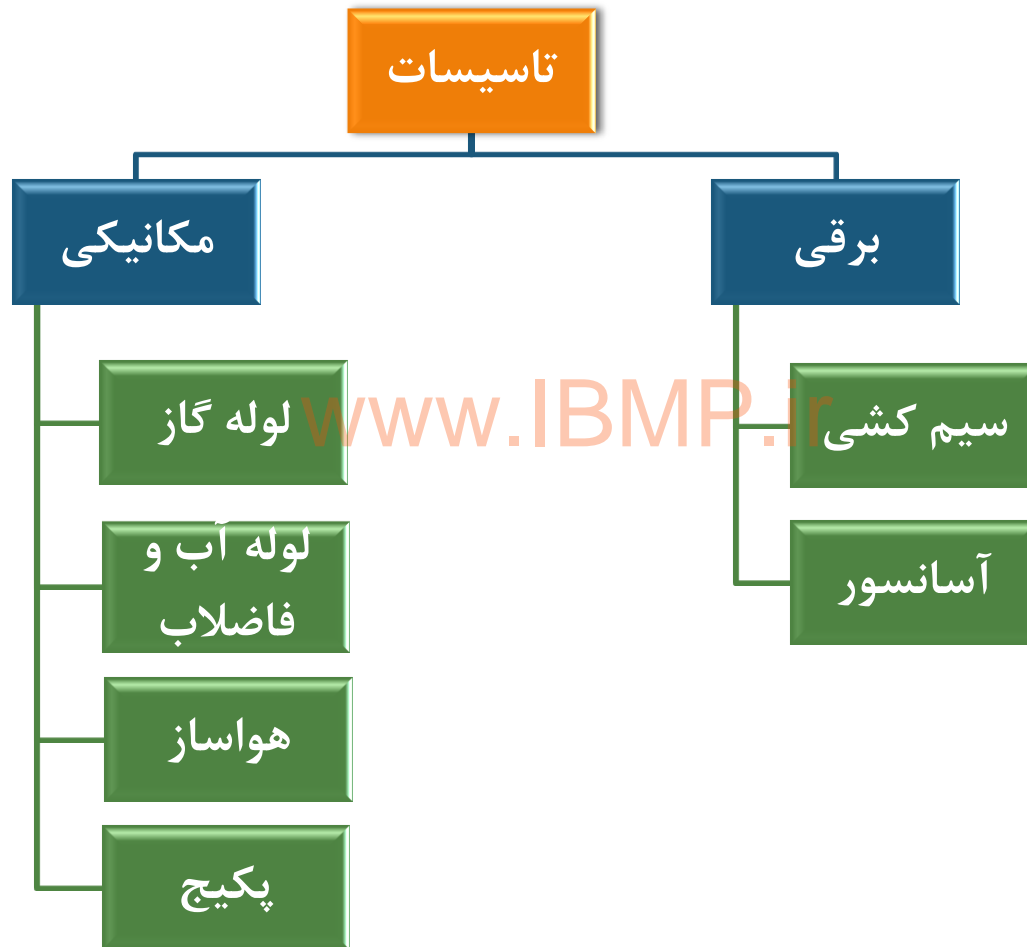 تاسیسات
برقی
سیم کشی
آسانسور
مکانیکی
لوله گاز
لوله آب و
فاضلاب
هواساز
پکیج
www.IBMP.ir